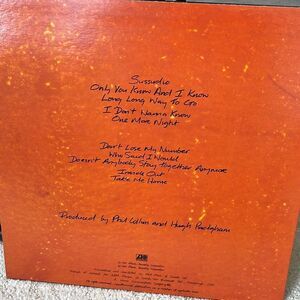 Sussudio
Only You Know And I Know
Long Long Way To Go
I Don't Wanna Know
One More Night
Don't Lose My Number
Who Said I Would
Doesn't Anybody Stay Together Anymore
Inside Out
Take Me Home
Produced by Phil Collins and Hugh Padgham